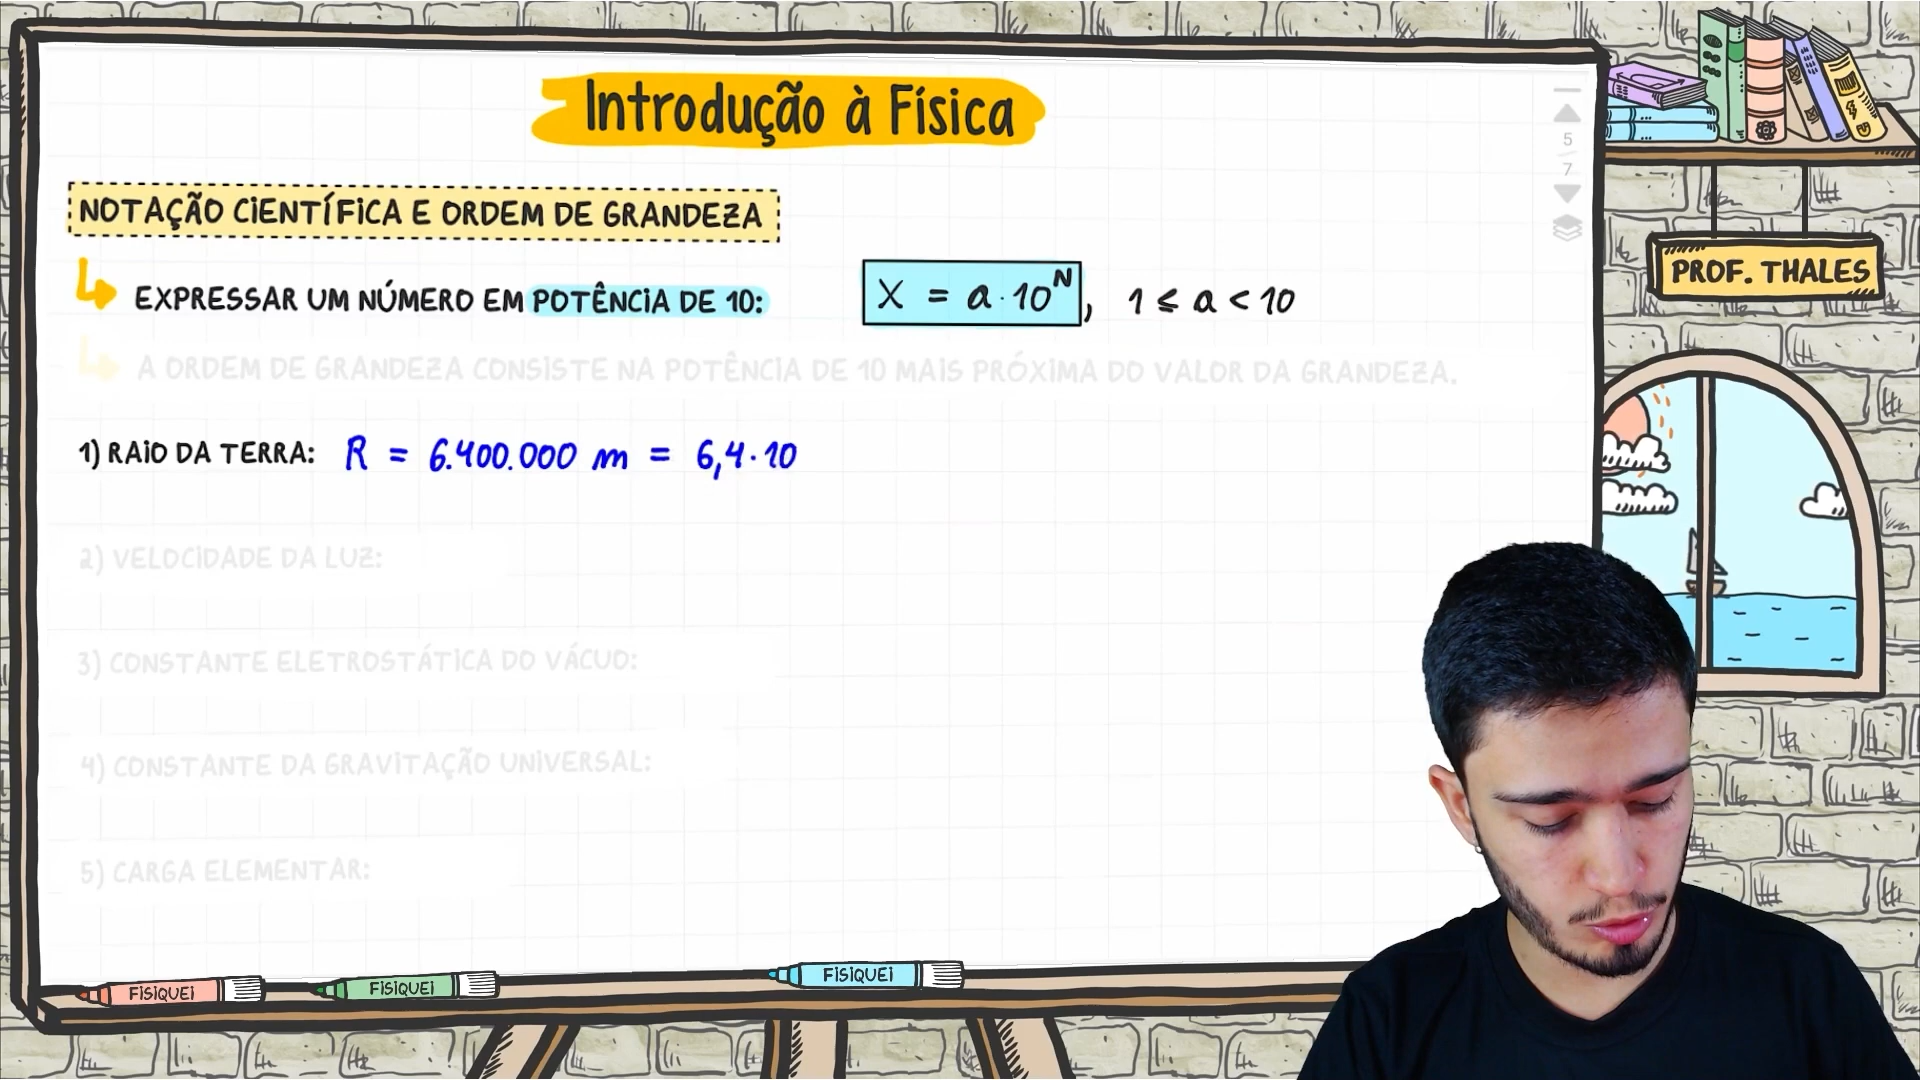 Introdução à Física
5
7
NOTAÇÃO CIENTÍFICA E ORDEM DE GRANDEZA
PROF. THALES
EXPRESSAR UM NÚMERO EM POTÊNCIA DE 10: X = a · 10^N, 1 ≤ a < 10
A ORDEM DE GRANDEZA CONSISTE NA POTÊNCIA DE 10 MAIS PRÓXIMA DO VALOR DA GRANDEZA.
1) RAIO DA TERRA: R = 6.400.000 m = 6,4 · 10
2) VELOCIDADE DA LUZ:
3) CONSTANTE ELETROSTÁTICA DO VÁCUO:
4) CONSTANTE DA GRAVITAÇÃO UNIVERSAL:
5) CARGA ELEMENTAR:
FISIQUEI FISIQUEI FISIQUEI